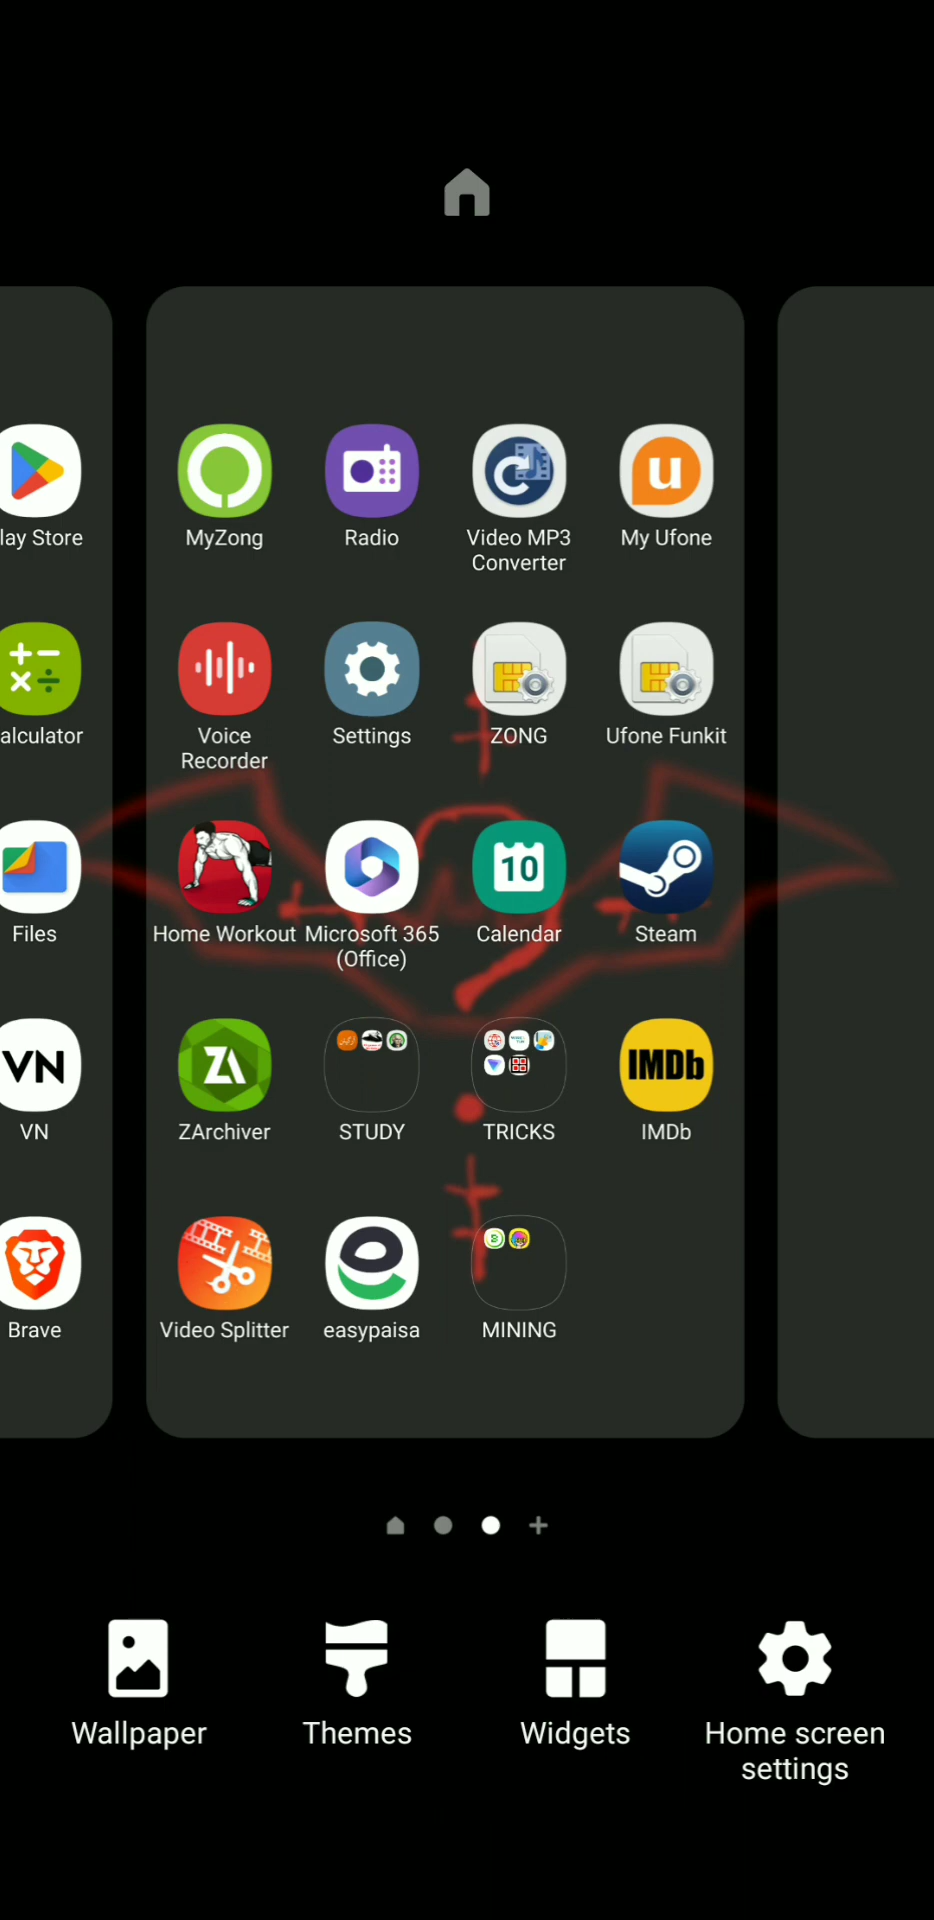 MyZong Radio Video MP3 Converter My Ufone
lay Store
Voice Recorder Settings ZONG Ufone Funkit
alculator
Home Workout Microsoft 365 (Office) 10 Calendar Steam
Files
ZArchiver STUDY TRICKS IMDb IMDb
VN VN
Video Splitter easypaisa MINING
Brave
Wallpaper Themes Widgets Home screen settings